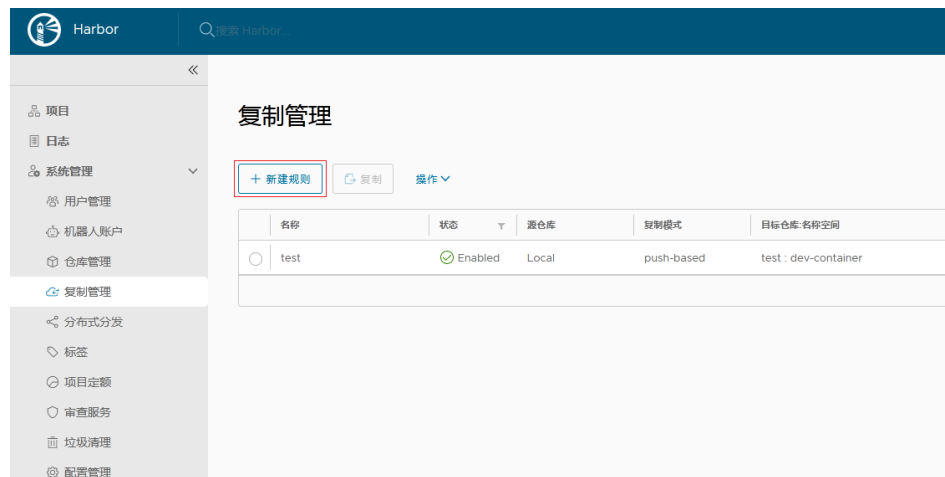 Harbor
搜索 Harbor...
项目
日志
系统管理
用户管理
机器人账户
仓库管理
复制管理
分布式分发
标签
项目定额
审查服务
垃圾清理
配置管理
复制管理
新建规则 复制 操作
名称 状态 源仓库 复制模式 目标仓库:名称空间
test Enabled Local push-based test : dev-container